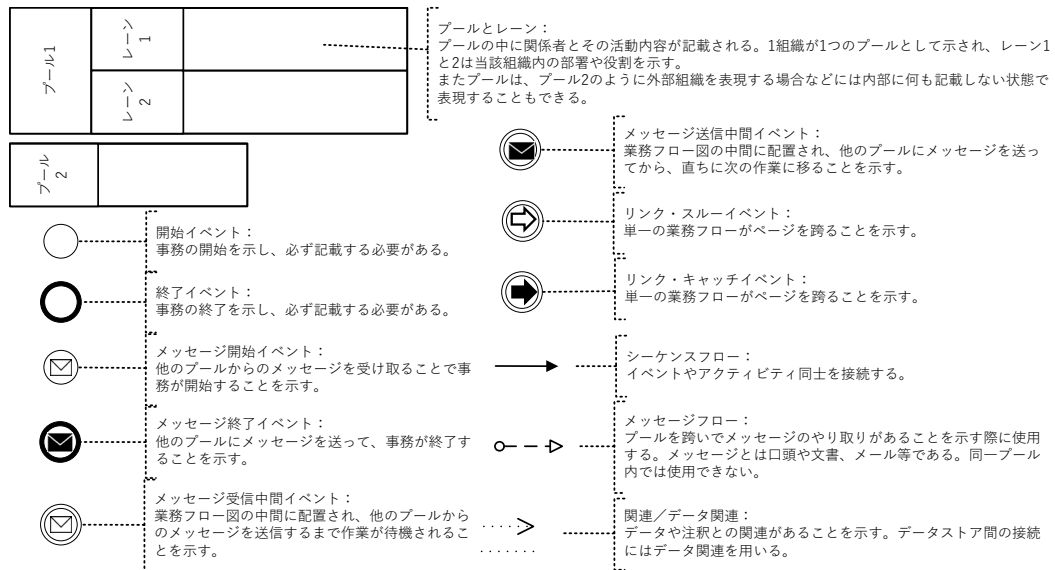 プール1
レーン
1
レーン
2
プールとレーン：
プールの中に関係者とその活動内容が記載される。1組織が1つのプールとして示され、レーン1
と2は当該組織内の部署や役割を示す。
またプールは、プール2のように外部組織を表現する場合などには内部に何も記載しない状態で
表現することもできる。
プール
2
開始イベント：
事務の開始を示し、必ず記載する必要がある。
終了イベント：
事務の終了を示し、必ず記載する必要がある。
メッセージ開始イベント：
他のプールからのメッセージを受け取ることで事
務が開始することを示す。
メッセージ終了イベント：
他のプールにメッセージを送って、事務が終了す
ることを示す。
メッセージ受信中間イベント：
業務フロー図の中間に配置され、他のプールから
のメッセージを送信するまで作業が待機されるこ
とを示す。
メッセージ送信中間イベント：
業務フロー図の中間に配置され、他のプールにメッセージを送っ
てから、直ちに次の作業に移ることを示す。
リンク・スルーイベント：
単一の業務フローがページを跨ることを示す。
リンク・キャッチイベント：
単一の業務フローがページを跨ることを示す。
シーケンスフロー：
イベントやアクティビティ同士を接続する。
メッセージフロー：
プールを跨いでメッセージのやり取りがあることを示す際に使用
する。メッセージとは口頭や文書、メール等である。同一プール
内では使用できない。
関連／データ関連：
データや注釈との関連があることを示す。データストア間の接続
にはデータ関連を用いる。